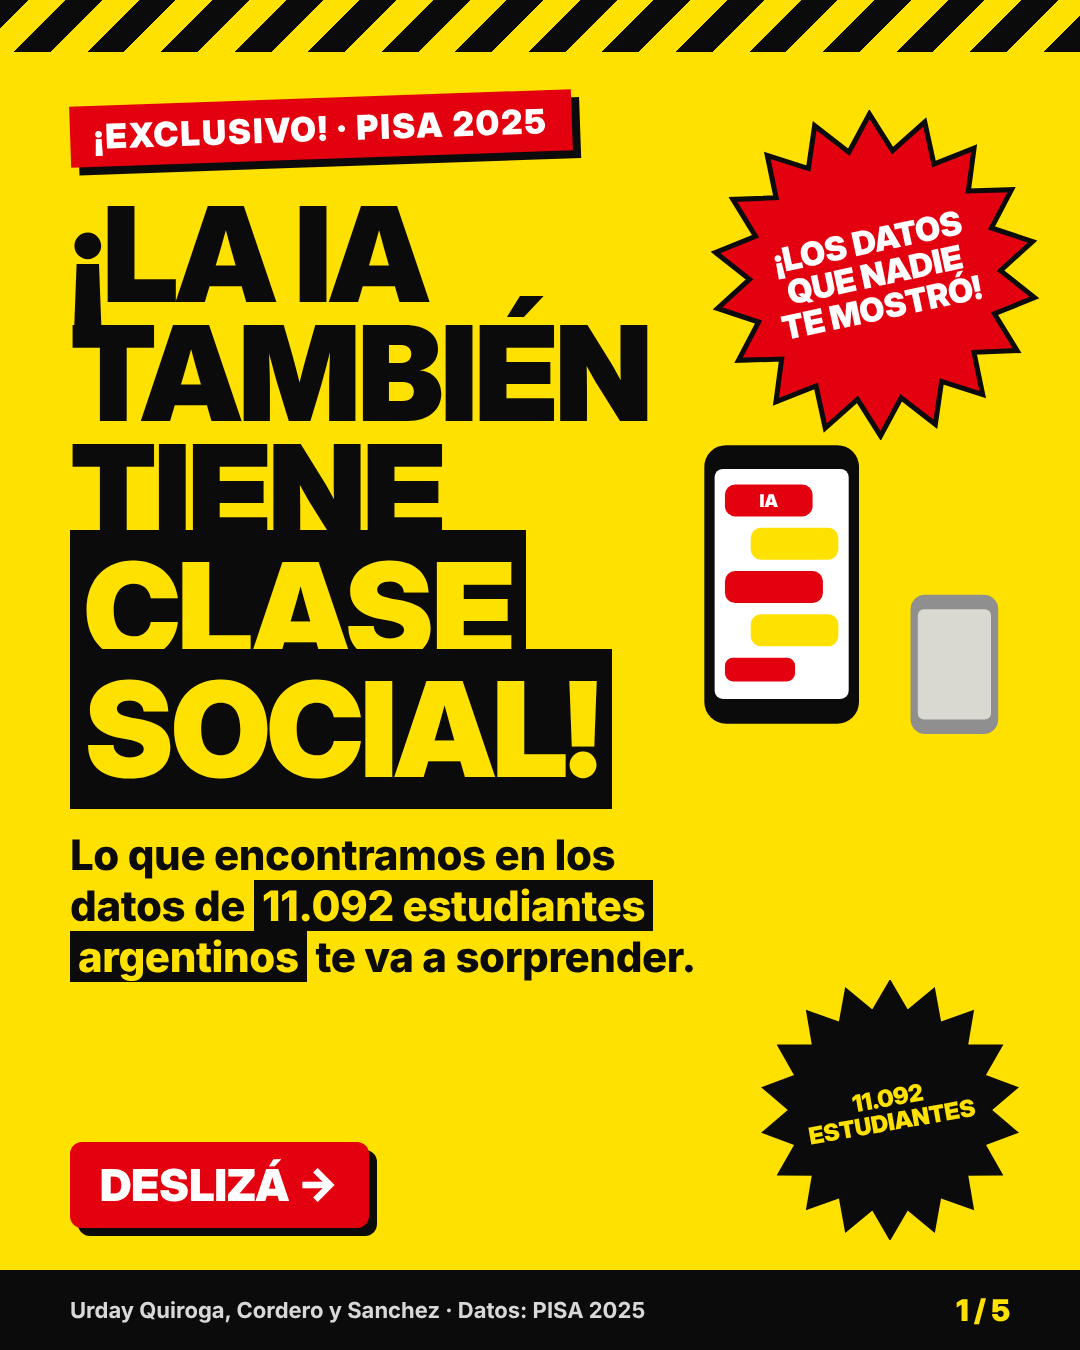 ¡EXCLUSIVO! · PISA 2025
¡LA IA
TAMBIÉN
TIENE
CLASE
SOCIAL!
¡LOS DATOS
QUE NADIE
TE MOSTRÓ!
IA
Lo que encontramos en los
datos de 11.092 estudiantes
argentinos te va a sorprender.
11.092
ESTUDIANTES
DESLIZÁ →
Urday Quiroga, Cordero y Sanchez · Datos: PISA 2025
1/5